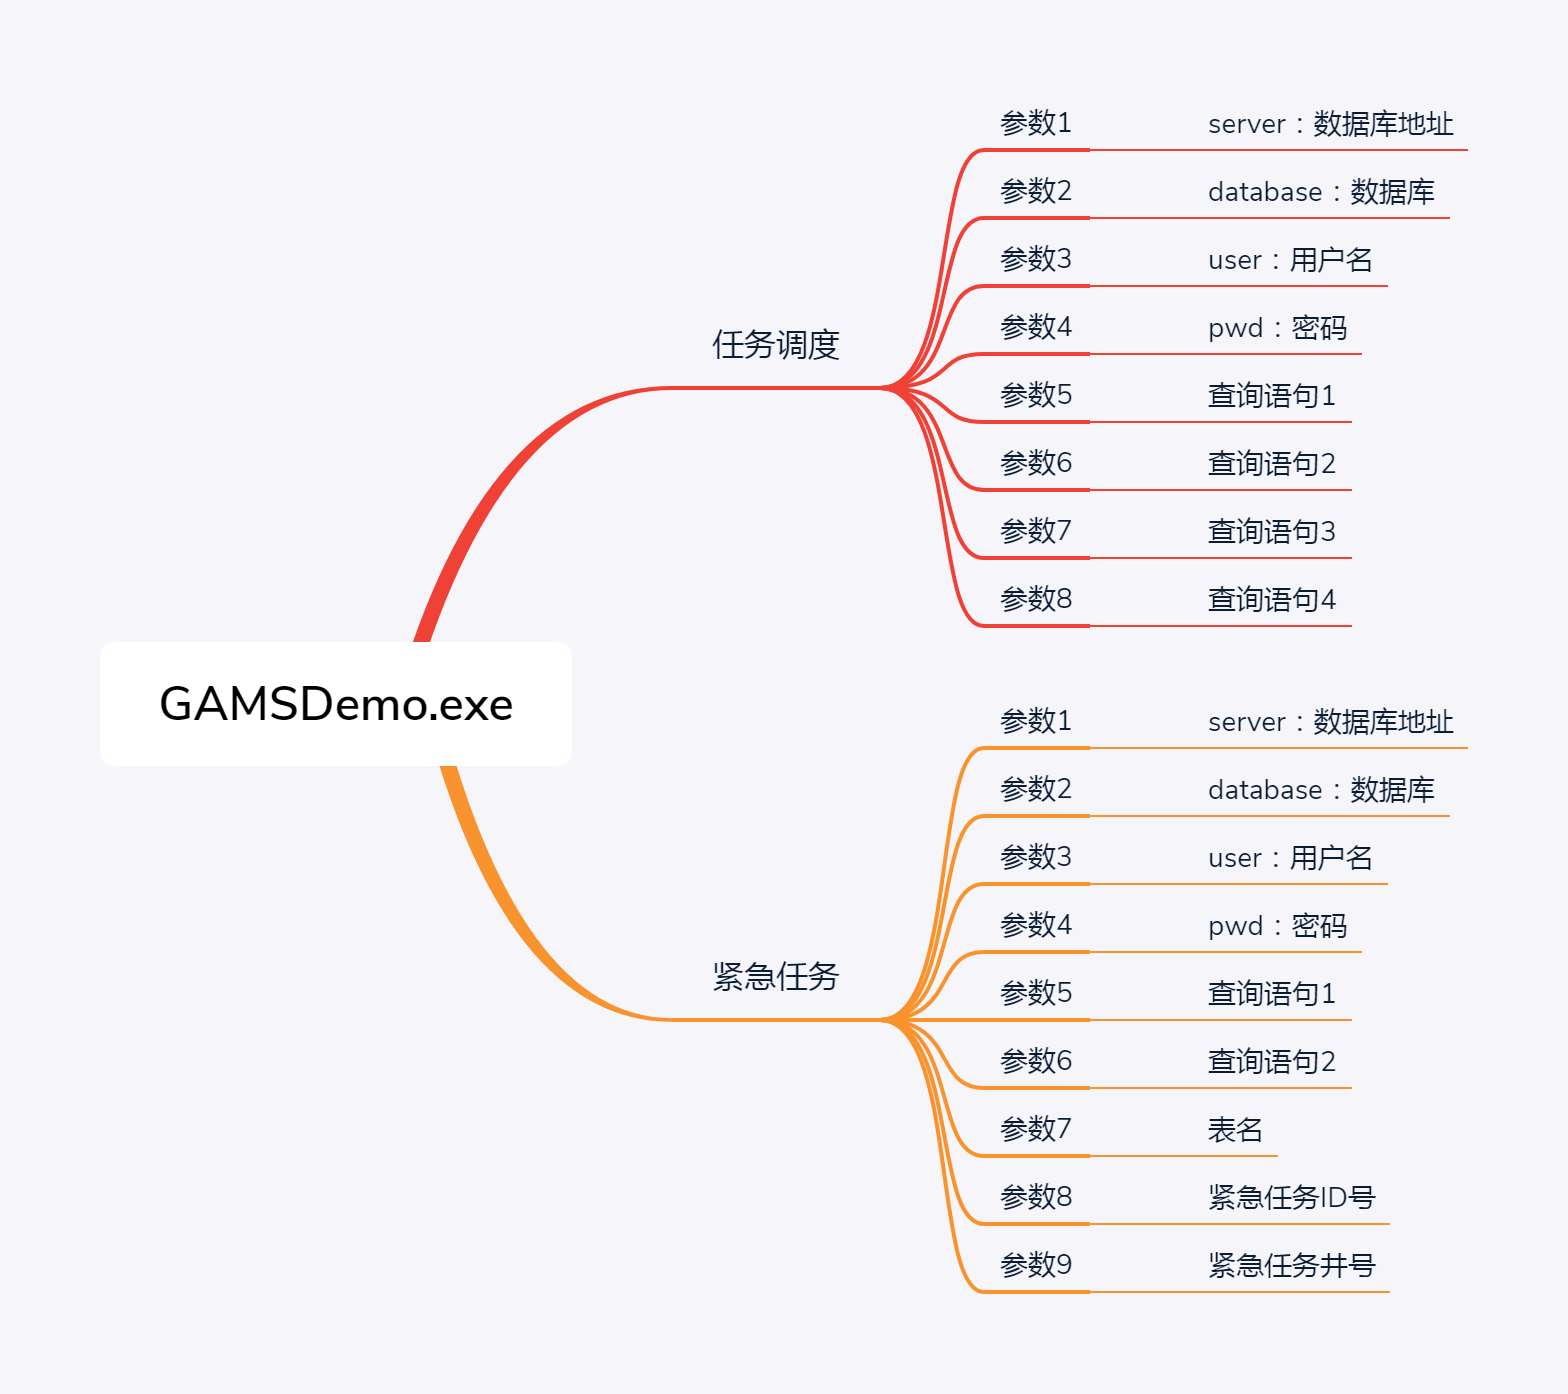 GAMSDemo.exe
任务调度
参数1 server：数据库地址
参数2 database：数据库
参数3 user：用户名
参数4 pwd：密码
参数5 查询语句1
参数6 查询语句2
参数7 查询语句3
参数8 查询语句4
紧急任务
参数1 server：数据库地址
参数2 database：数据库
参数3 user：用户名
参数4 pwd：密码
参数5 查询语句1
参数6 查询语句2
参数7 表名
参数8 紧急任务ID号
参数9 紧急任务井号